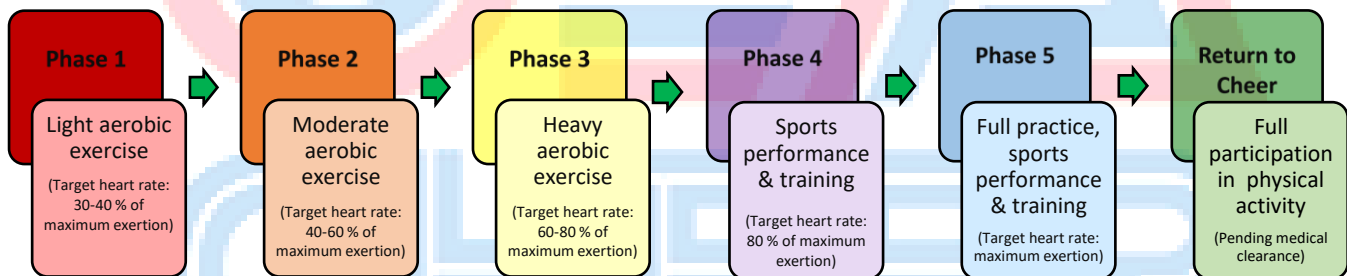 Phase 1
Light aerobic
exercise
(Target heart rate:
30-40 % of
maximum exertion)
Phase 2
Moderate
aerobic
exercise
(Target heart rate:
40-60 % of
maximum exertion)
Phase 3
Heavy
aerobic
exercise
(Target heart rate:
60-80 % of
maximum exertion)
Phase 4
Sports
performance
& training
(Target heart rate:
80 % of maximum
exertion)
Phase 5
Full practice,
sports
performance
& training
(Target heart rate:
maximum exertion)
Return to
Cheer
Full
participation
in physical
activity
(Pending medical
clearance)